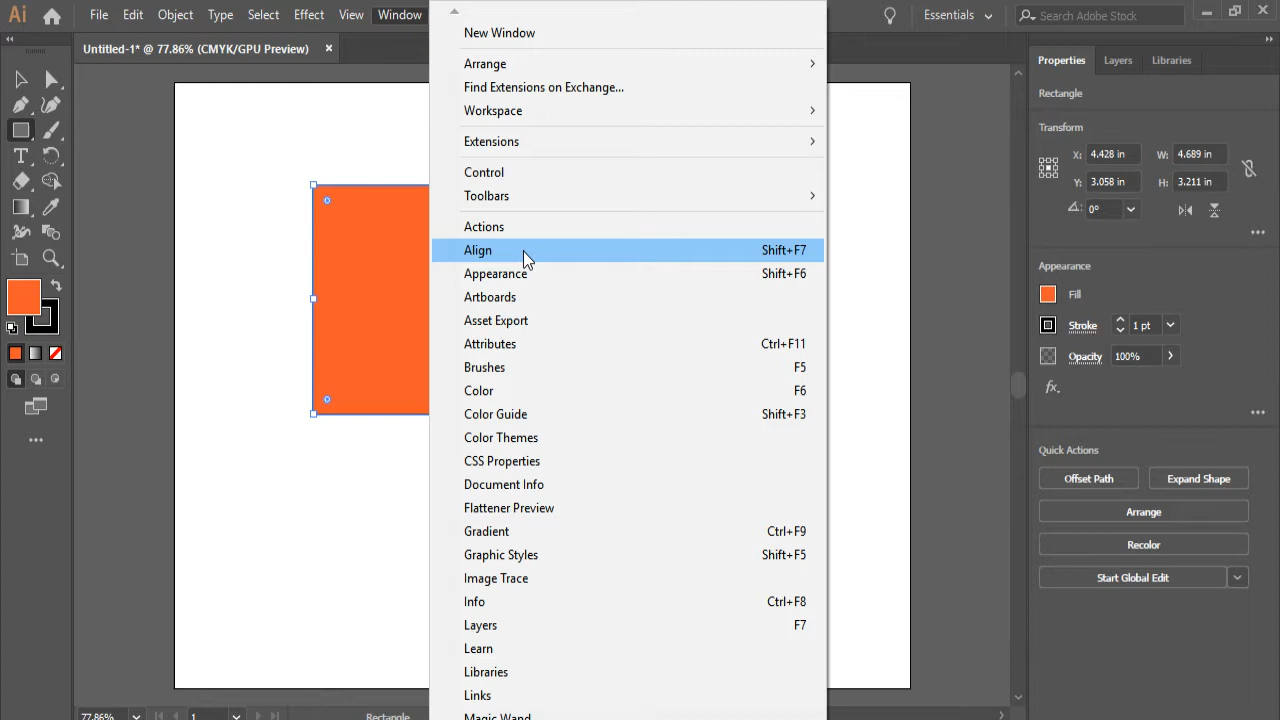 Ai
File Edit Object Type Select Effect View Window
Essentials
Search Adobe Stock
Untitled-1* @ 77.86% (CMYK/GPU Preview)
New Window
Arrange
Find Extensions on Exchange...
Workspace
Extensions
Control
Toolbars
Actions
Align Shift+F7
Appearance Shift+F6
Artboards
Asset Export
Attributes Ctrl+F11
Brushes F5
Color F6
Color Guide Shift+F3
Color Themes
CSS Properties
Document Info
Flattener Preview
Gradient Ctrl+F9
Graphic Styles Shift+F5
Image Trace
Info Ctrl+F8
Layers F7
Learn
Libraries
Links
Magic Wand
Properties Layers Libraries
Rectangle
Transform
X: 4.428 in W: 4.689 in
Y: 3.058 in H: 3.211 in
0°
Appearance
Fill
Stroke 1 pt
Opacity 100%
fx.
Quick Actions
Offset Path Expand Shape
Arrange
Recolor
Start Global Edit
77.86% 1 Rectangle